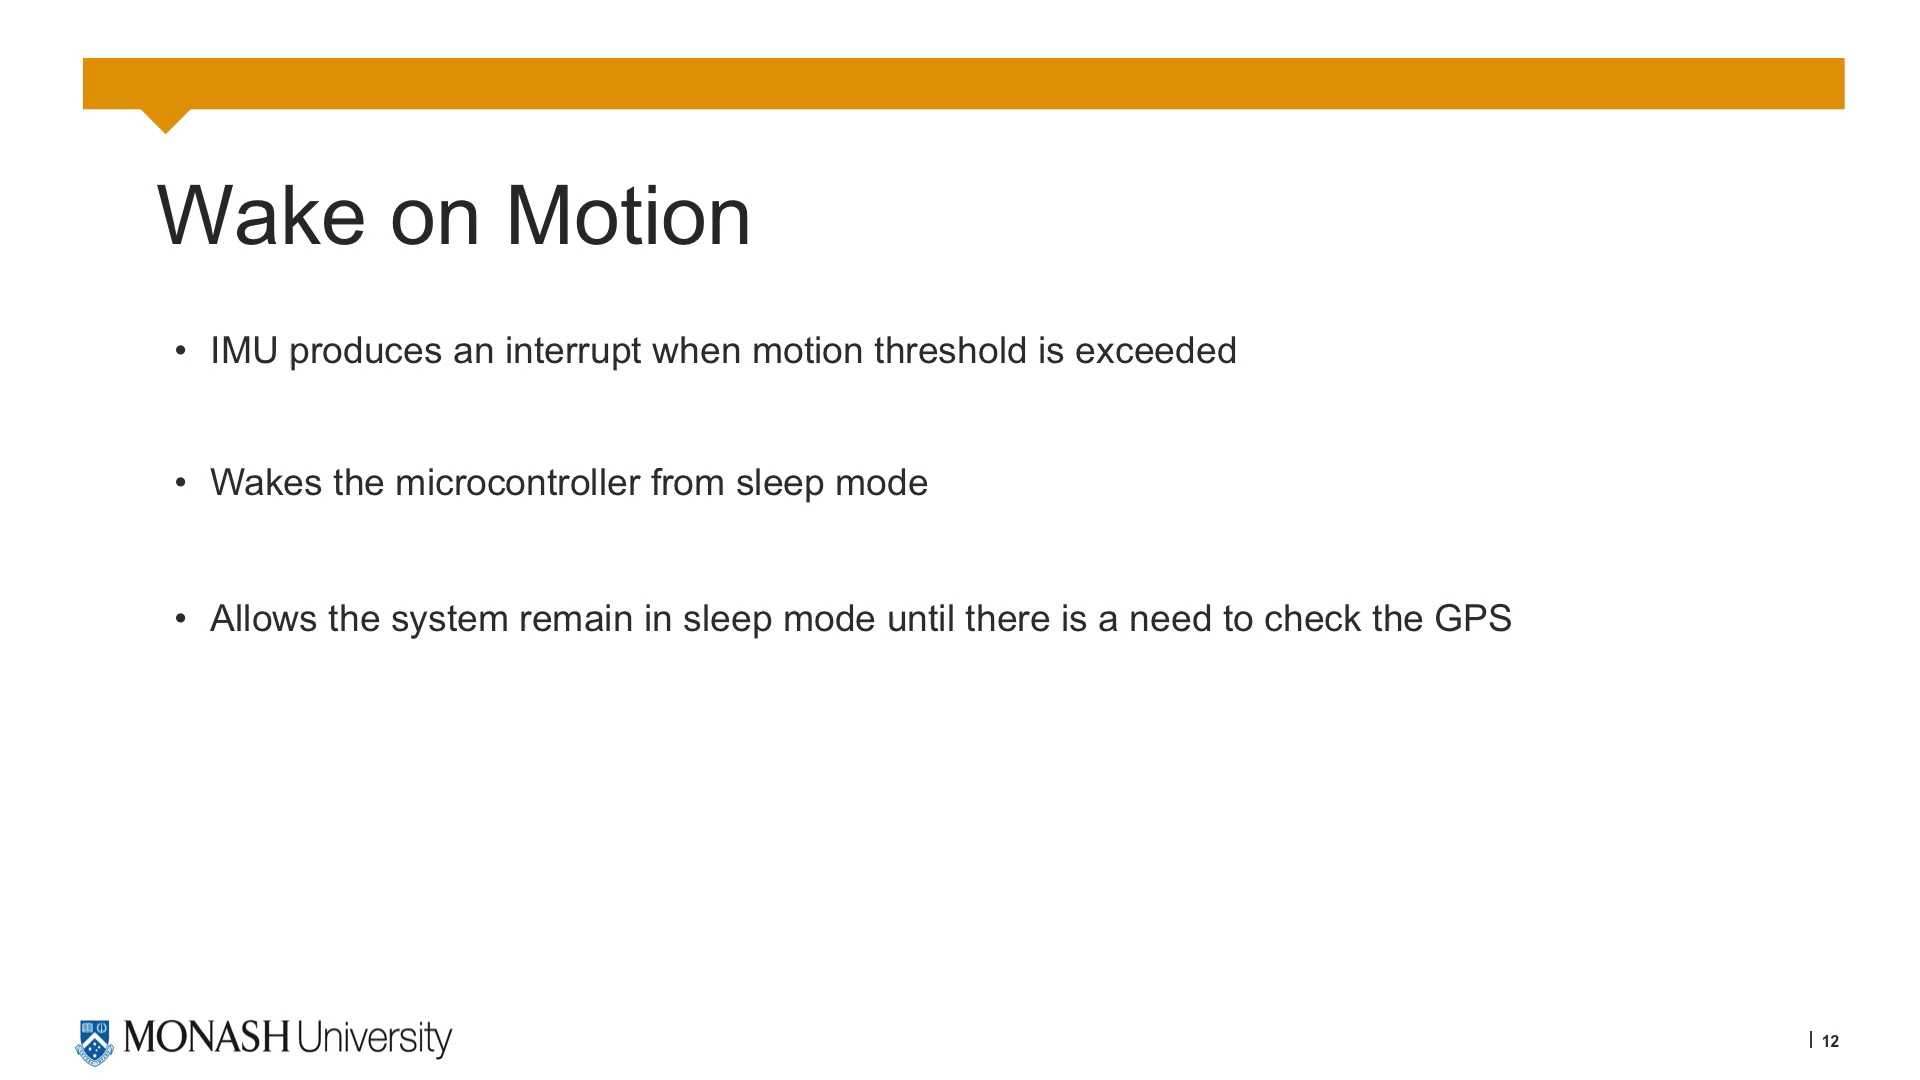 Wake on Motion
• IMU produces an interrupt when motion threshold is exceeded
• Wakes the microcontroller from sleep mode
• Allows the system remain in sleep mode until there is a need to check the GPS
MONASH University
12